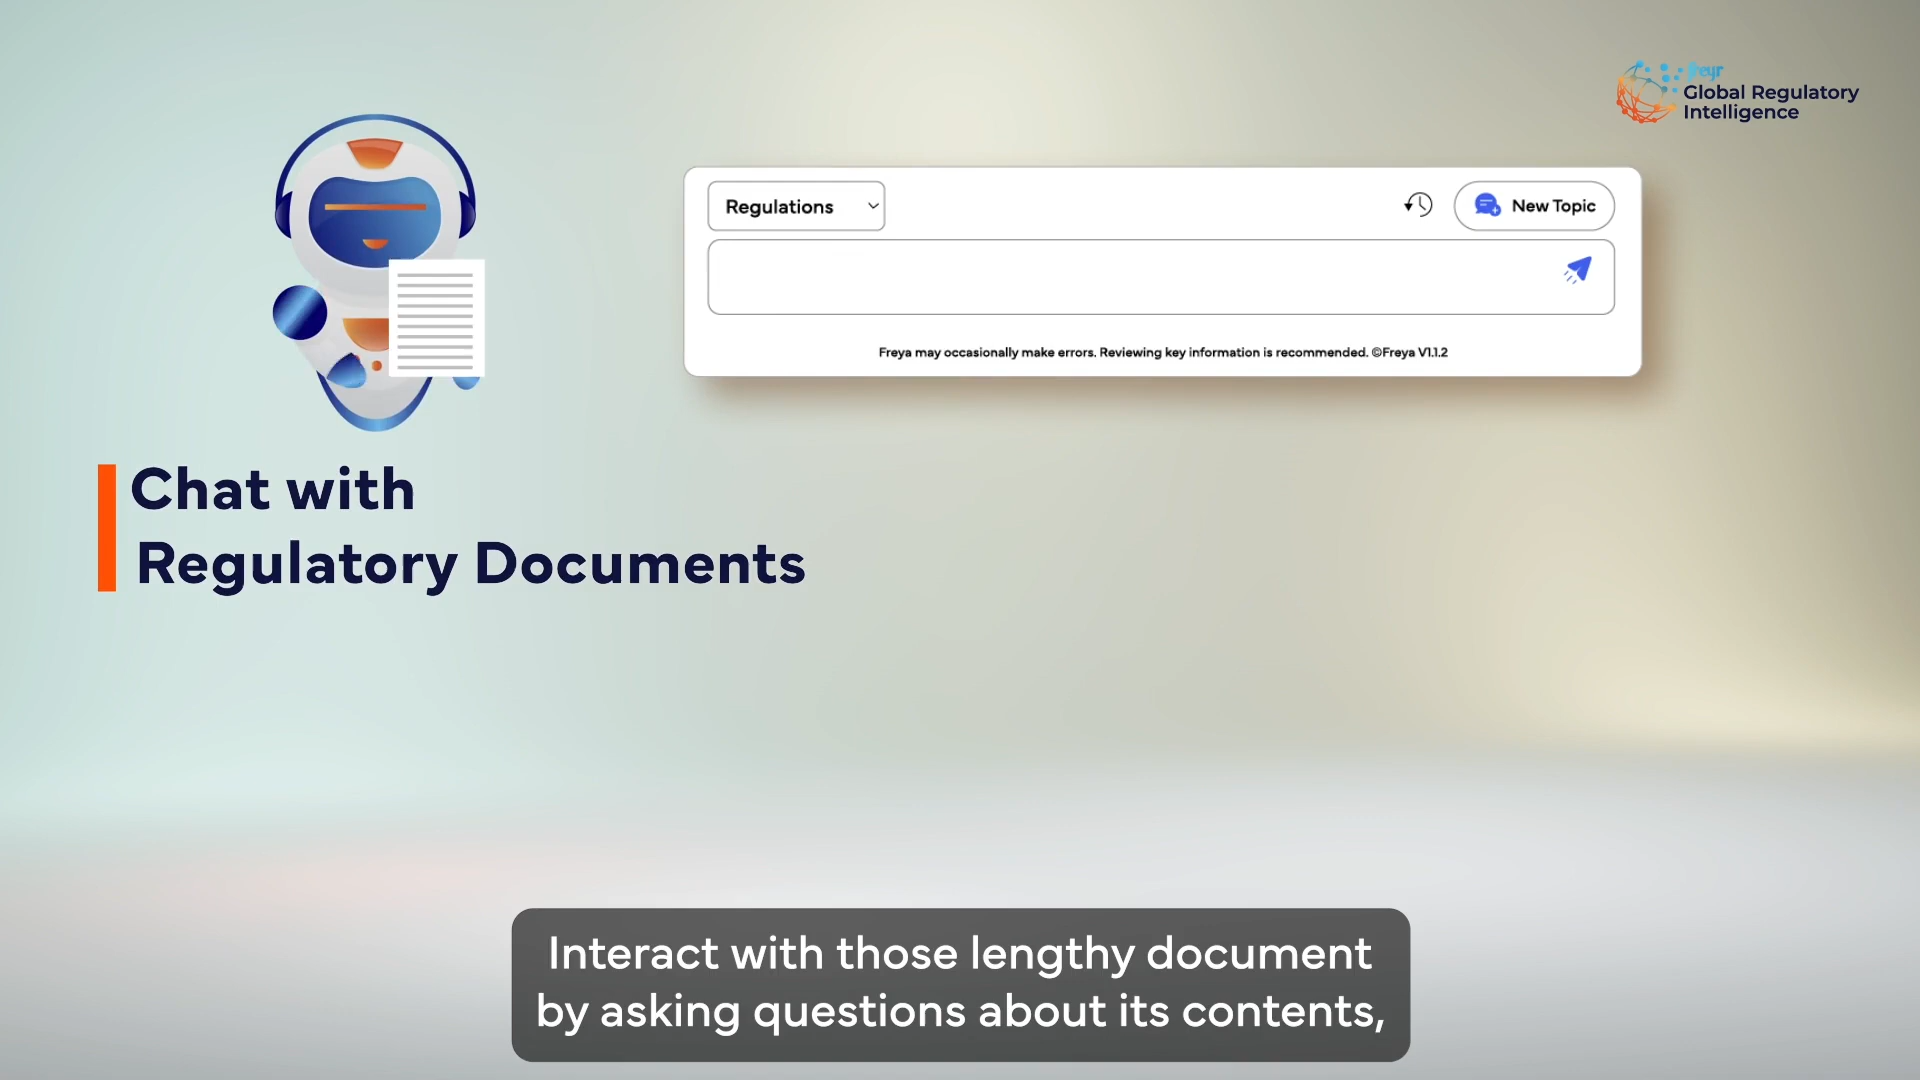 freyr
Global Regulatory
Intelligence
Regulations
New Topic
Freya may occasionally make errors. Reviewing key information is recommended. ©Freya V1.1.2
Chat with
Regulatory Documents
Interact with those lengthy document
by asking questions about its contents,